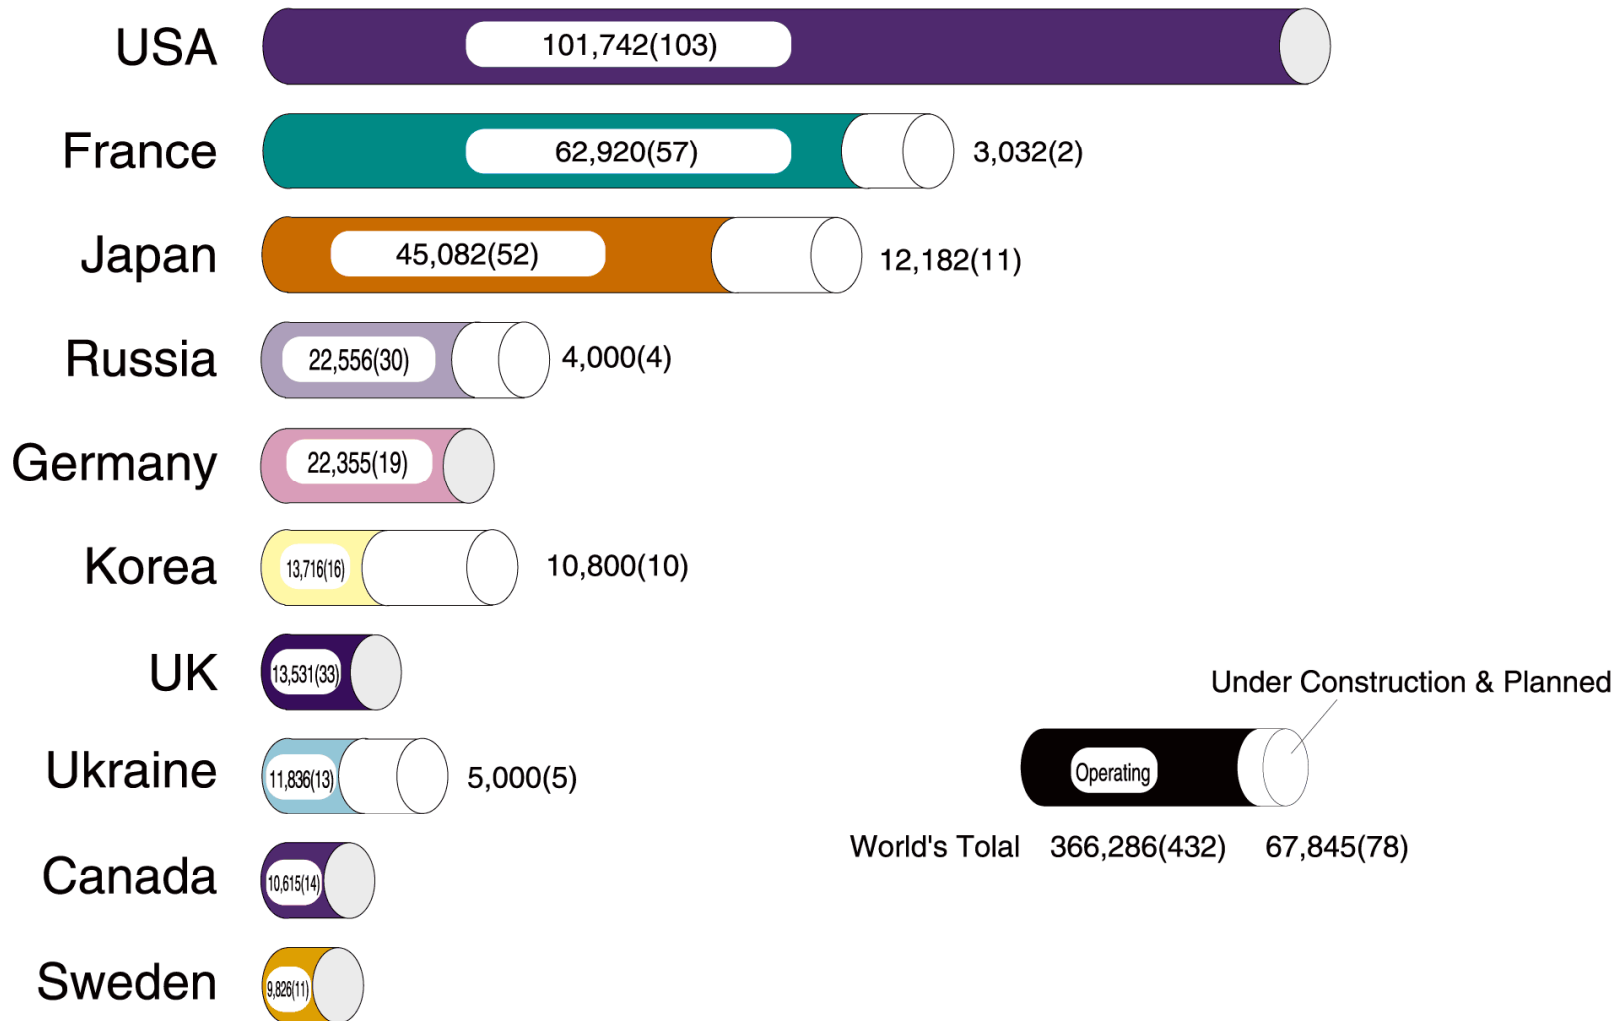 USA 101,742(103)
France 62,920(57) 3,032(2)
Japan 45,082(52) 12,182(11)
Russia 22,556(30) 4,000(4)
Germany 22,355(19)
Korea 13,716(16) 10,800(10)
UK 13,531(33)
Under Construction & Planned
Ukraine 11,836(13) 5,000(5)
Operating
World's Tolal 366,286(432) 67,845(78)
Canada 10,615(14)
Sweden 9,826(11)